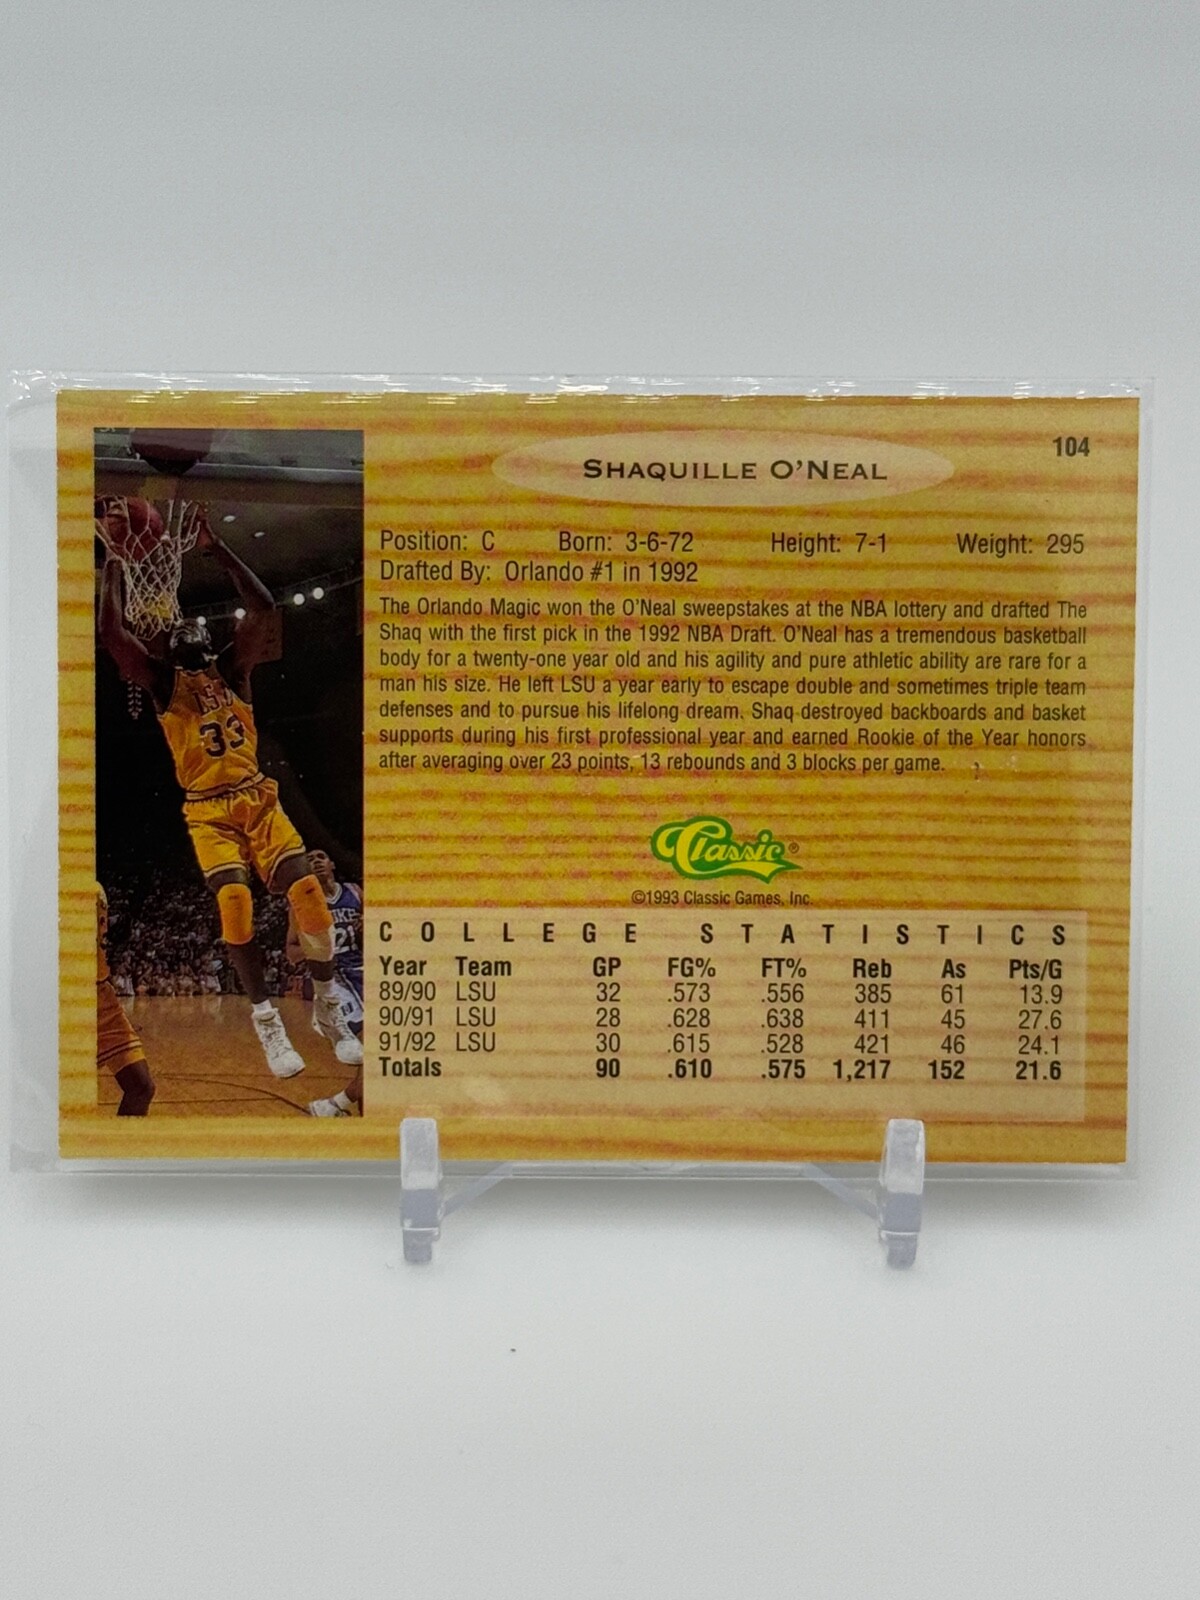 104
SHAQUILLE O'NEAL
Position: C Born: 3-6-72 Height: 7-1 Weight: 295
Drafted By: Orlando #1 in 1992
The Orlando Magic won the O'Neal sweepstakes at the NBA lottery and drafted The
Shaq with the first pick in the 1992 NBA Draft. O'Neal has a tremendous basketball
body for a twenty-one year old and his agility and pure athletic ability are rare for a
man his size. He left LSU a year early to escape double and sometimes triple team
defenses and to pursue his lifelong dream. Shaq destroyed backboards and basket
supports during his first professional year and earned Rookie of the Year honors
after averaging over 23 points, 13 rebounds and 3 blocks per game.
Classic®
©1993 Classic Games, Inc.
COLLEGE STATISTICS
Year Team GP FG% FT% Reb As Pts/G
89/90 LSU 32 .573 .556 385 61 13.9
90/91 LSU 28 .628 .638 411 45 27.6
91/92 LSU 30 .615 .528 421 46 24.1
Totals 90 .610 .575 1,217 152 21.6
LSU
33
21